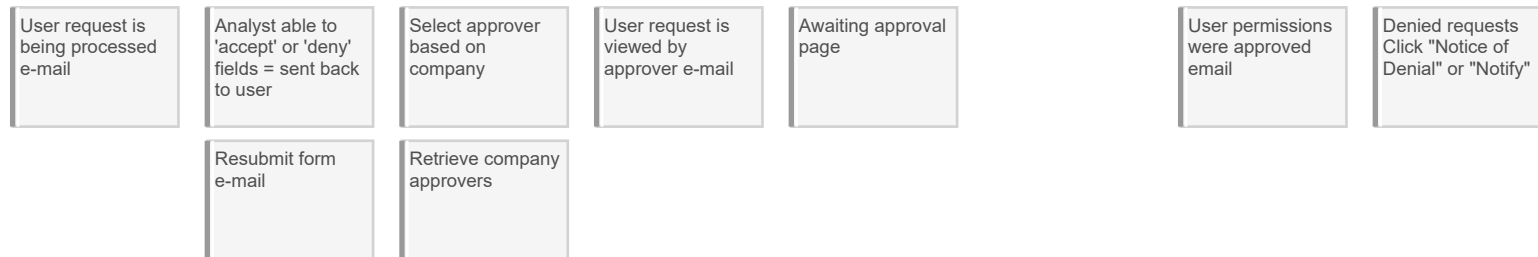 User request is
being processed
e-mail
Analyst able to
'accept' or 'deny'
fields = sent back
to user
Select approver
based on
company
User request is
viewed by
approver e-mail
Awaiting approval
page
User permissions
were approved
email
Denied requests
Click "Notice of
Denial" or "Notify"
Resubmit form
e-mail
Retrieve company
approvers